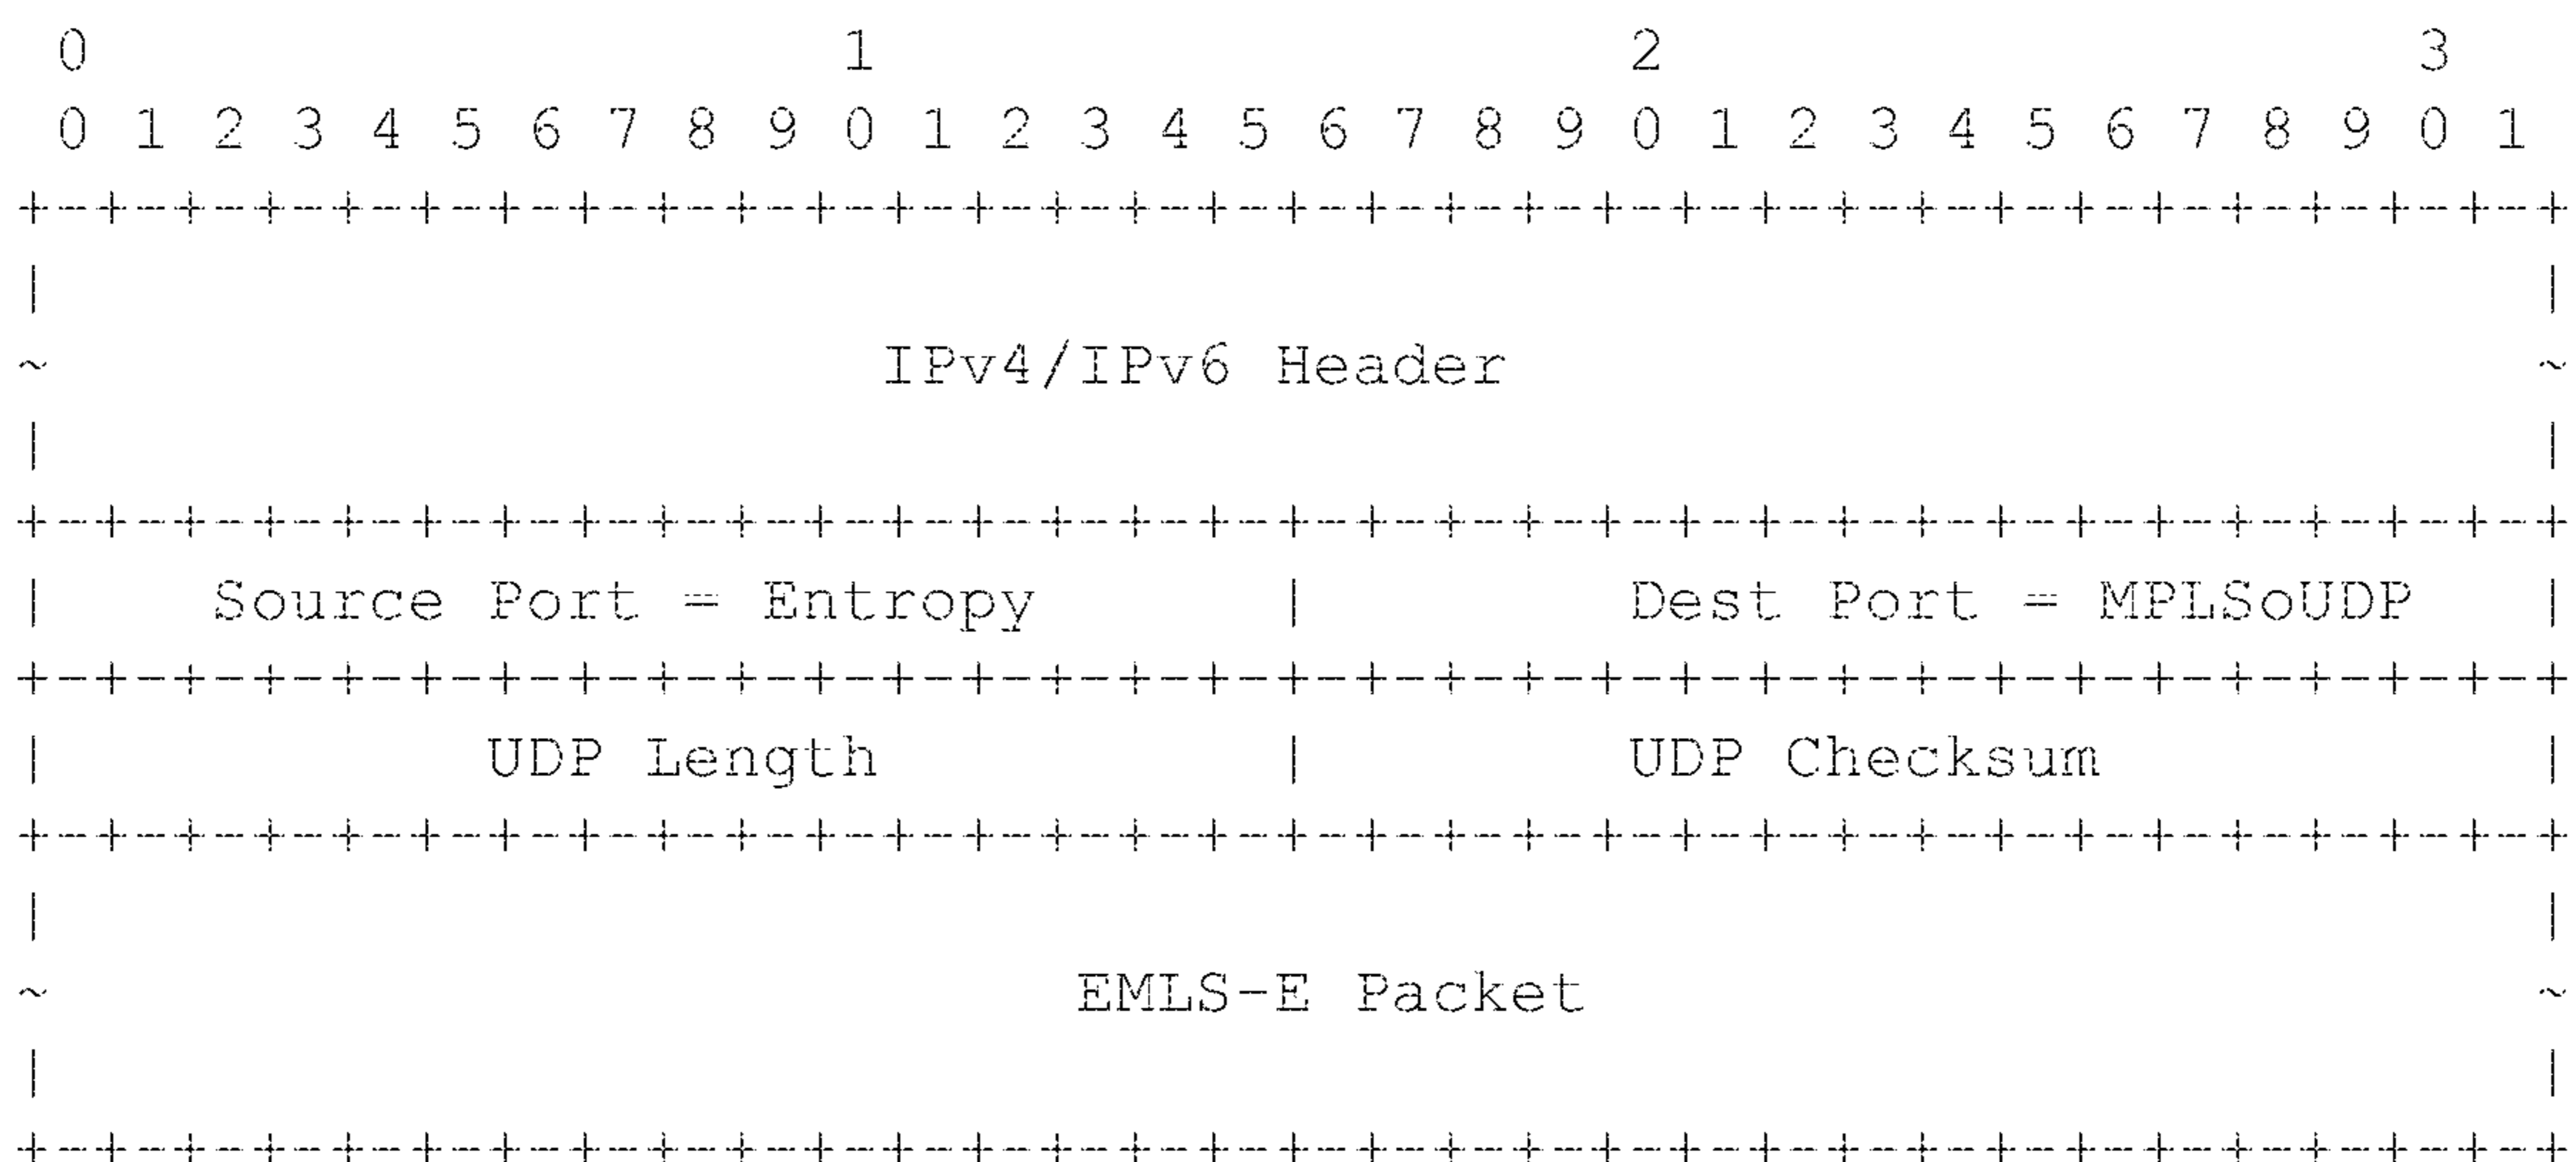 0                   1                   2                   3
 0 1 2 3 4 5 6 7 8 9 0 1 2 3 4 5 6 7 8 9 0 1 2 3 4 5 6 7 8 9 0 1
+-+-+-+-+-+-+-+-+-+-+-+-+-+-+-+-+-+-+-+-+-+-+-+-+-+-+-+-+-+-+-+-+
|                                                               |
~                     IPv4/IPv6 Header                          ~
|                                                               |
+-+-+-+-+-+-+-+-+-+-+-+-+-+-+-+-+-+-+-+-+-+-+-+-+-+-+-+-+-+-+-+-+
|    Source Port = Entropy      |        Dest Port = MPLSoUDP   |
+-+-+-+-+-+-+-+-+-+-+-+-+-+-+-+-+-+-+-+-+-+-+-+-+-+-+-+-+-+-+-+-+
|           UDP Length          |        UDP Checksum           |
+-+-+-+-+-+-+-+-+-+-+-+-+-+-+-+-+-+-+-+-+-+-+-+-+-+-+-+-+-+-+-+-+
|                                                               |
~                          EMLS-E Packet                        ~
|                                                               |
+-+-+-+-+-+-+-+-+-+-+-+-+-+-+-+-+-+-+-+-+-+-+-+-+-+-+-+-+-+-+-+-+